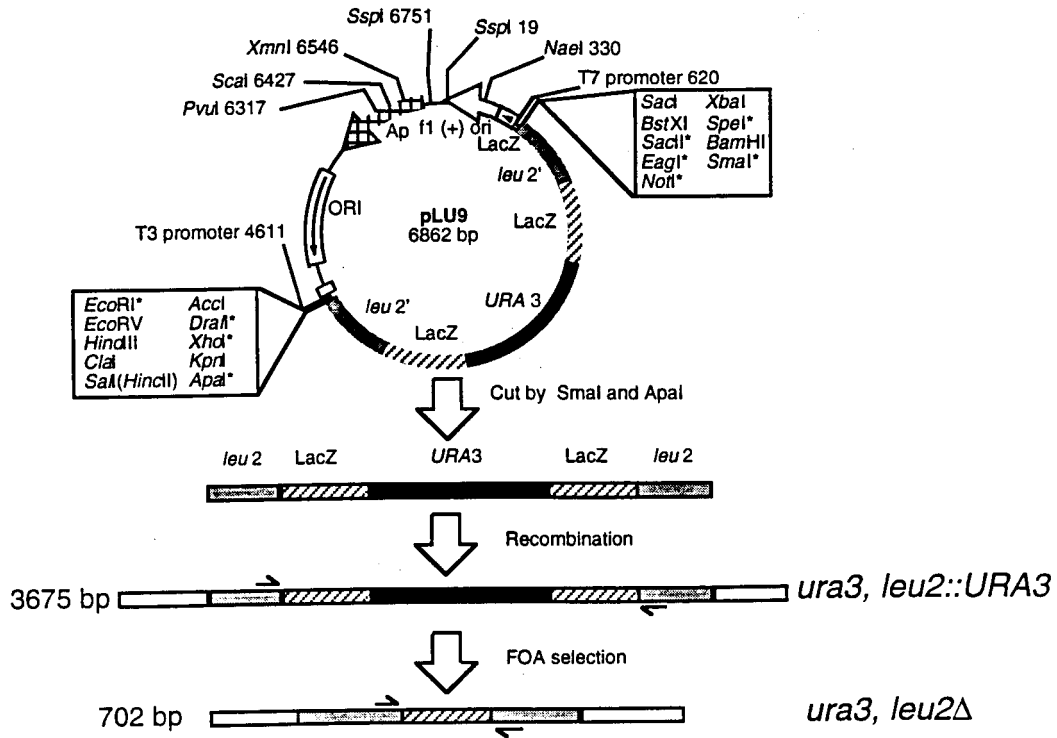 SspI 6751
SspI 19
XmnI 6546
NaeI 330
ScaI 6427
T7 promoter 620
PvuI 6317
SacI XbaI
BstXI SpeI*
SacII* BamHI
EagI* SmaI*
NotI*
Ap
f1 (+) ori
LacZ
leu 2'
ORI
pLU9
6862 bp
LacZ
T3 promoter 4611
URA 3
leu 2'
LacZ
EcoRI* AccI
EcoRV DraII*
HindIII XhoI*
ClaI KpnI
SalI(HincII) ApaI*
Cut by SmaI and ApaI
leu 2 LacZ URA3 LacZ leu 2
Recombination
3675 bp
ura3, leu2::URA3
FOA selection
702 bp
ura3, leu2Δ